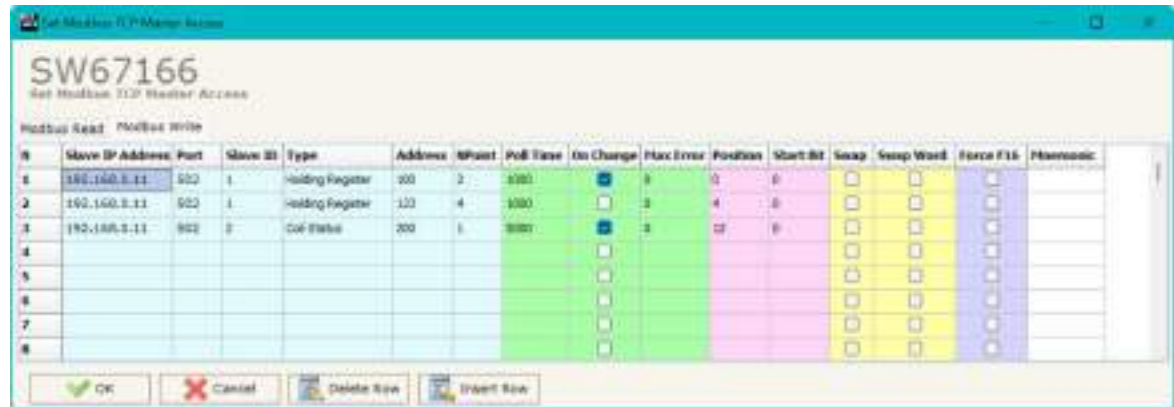 Set Modbus TCP Master Access
SW67166
Set Modbus TCP Master Access
Modbus Read Modbus Write
N Slave IP Address Port Slave ID Type Address NPoint Poll Time On Change Max Error Position Start Bit Swap Swap Word Force F16 Mnemonic
1 502 1 Holding Register 100 2 1000 0 0 0
2 502 1 Holding Register 4 1000 0 4 0
3 2 Coil Status 200 1 0 12 0
4
5
6
7
8
OK Cancel Delete Row Insert Row